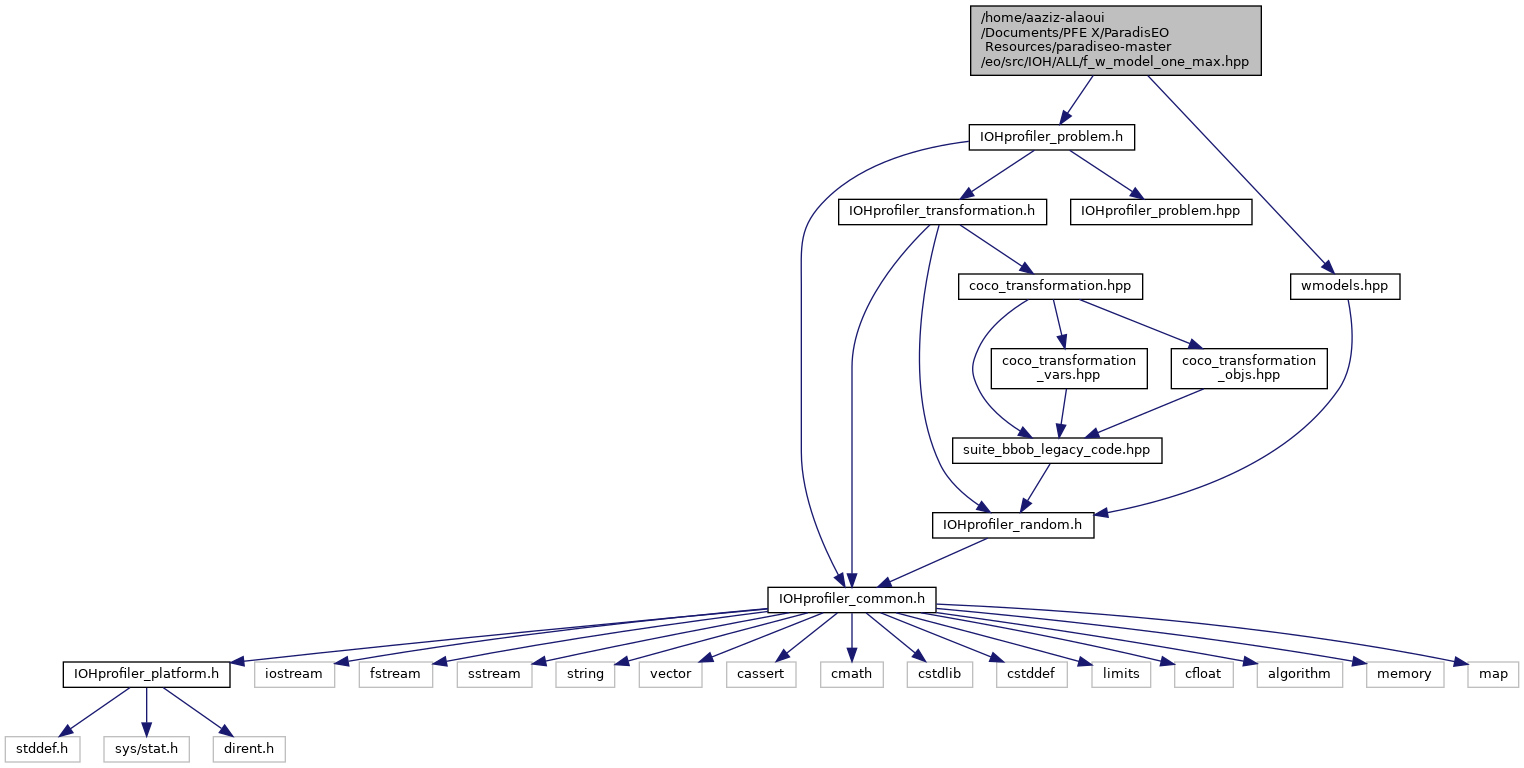 /home/aaziz-alaoui
/Documents/PFE X/ParadisEO
Resources/paradiseo-master
/eo/src/IOH/ALL/f_w_model_one_max.hpp
IOHprofiler_problem.h
IOHprofiler_transformation.h
IOHprofiler_problem.hpp
coco_transformation.hpp
wmodels.hpp
coco_transformation
_vars.hpp
coco_transformation
_objs.hpp
suite_bbob_legacy_code.hpp
IOHprofiler_random.h
IOHprofiler_common.h
IOHprofiler_platform.h
iostream
fstream
sstream
string
vector
cassert
cmath
cstdlib
cstddef
limits
cfloat
algorithm
memory
map
stddef.h
sys/stat.h
dirent.h